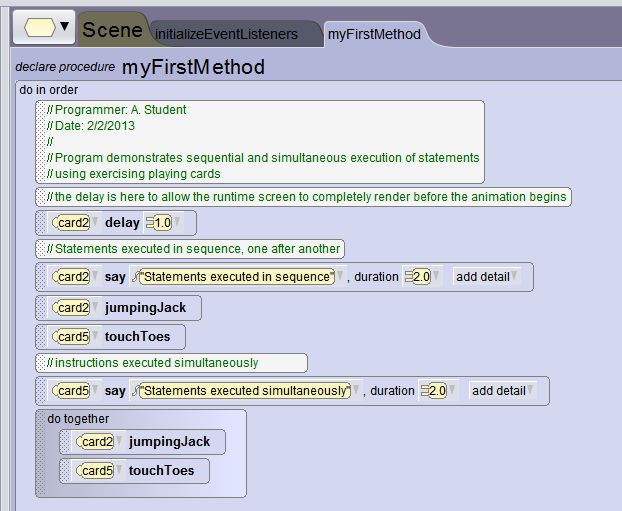 Scene initializeEventListeners myFirstMethod
declare procedure myFirstMethod
do in order
// Programmer: A. Student
// Date: 2/2/2013
//
// Program demonstrates sequential and simultaneous execution of statements
// using exercising playing cards
// the delay is here to allow the runtime screen to completely render before the animation begins
card2 delay 1.0
// Statements executed in sequence, one after another
card2 say "Statements executed in sequence" , duration 2.0 add detail
card2 jumpingJack
card5 touchToes
// instructions executed simultaneously
card5 say "Statements executed simultaneously" , duration 2.0 add detail
do together
card2 jumpingJack
card5 touchToes